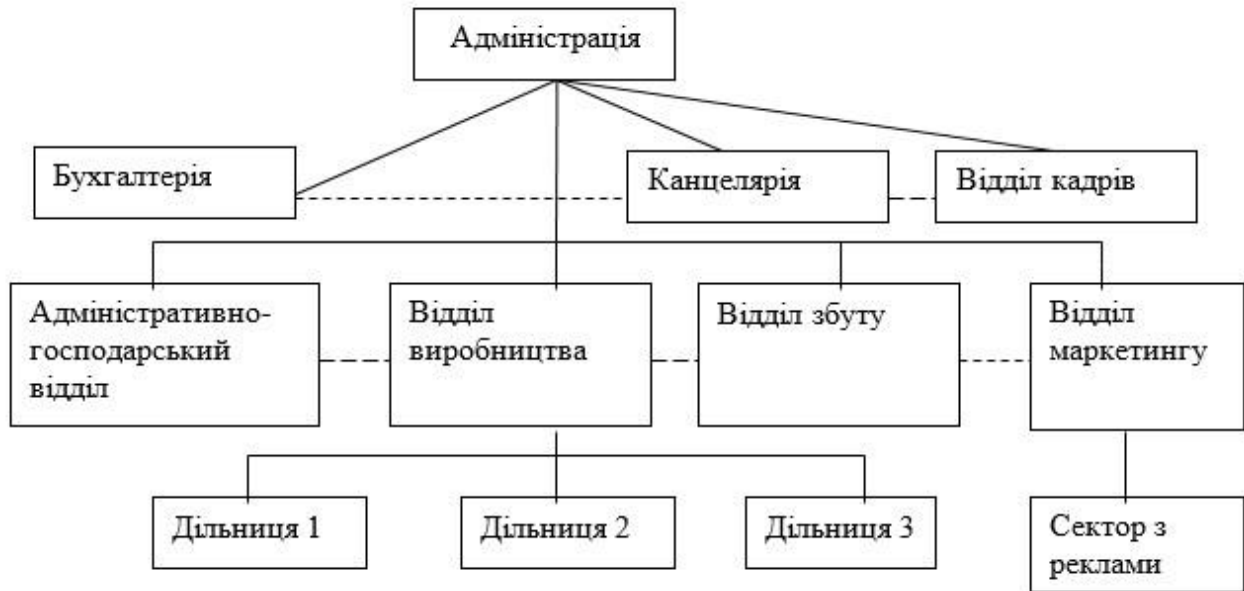 Адміністрація
Бухгалтерія
Канцелярія
Відділ кадрів
Адміністративно-
господарський
відділ
Відділ
виробництва
Відділ збуту
Відділ
маркетингу
Дільниця 1
Дільниця 2
Дільниця 3
Сектор з
реклами